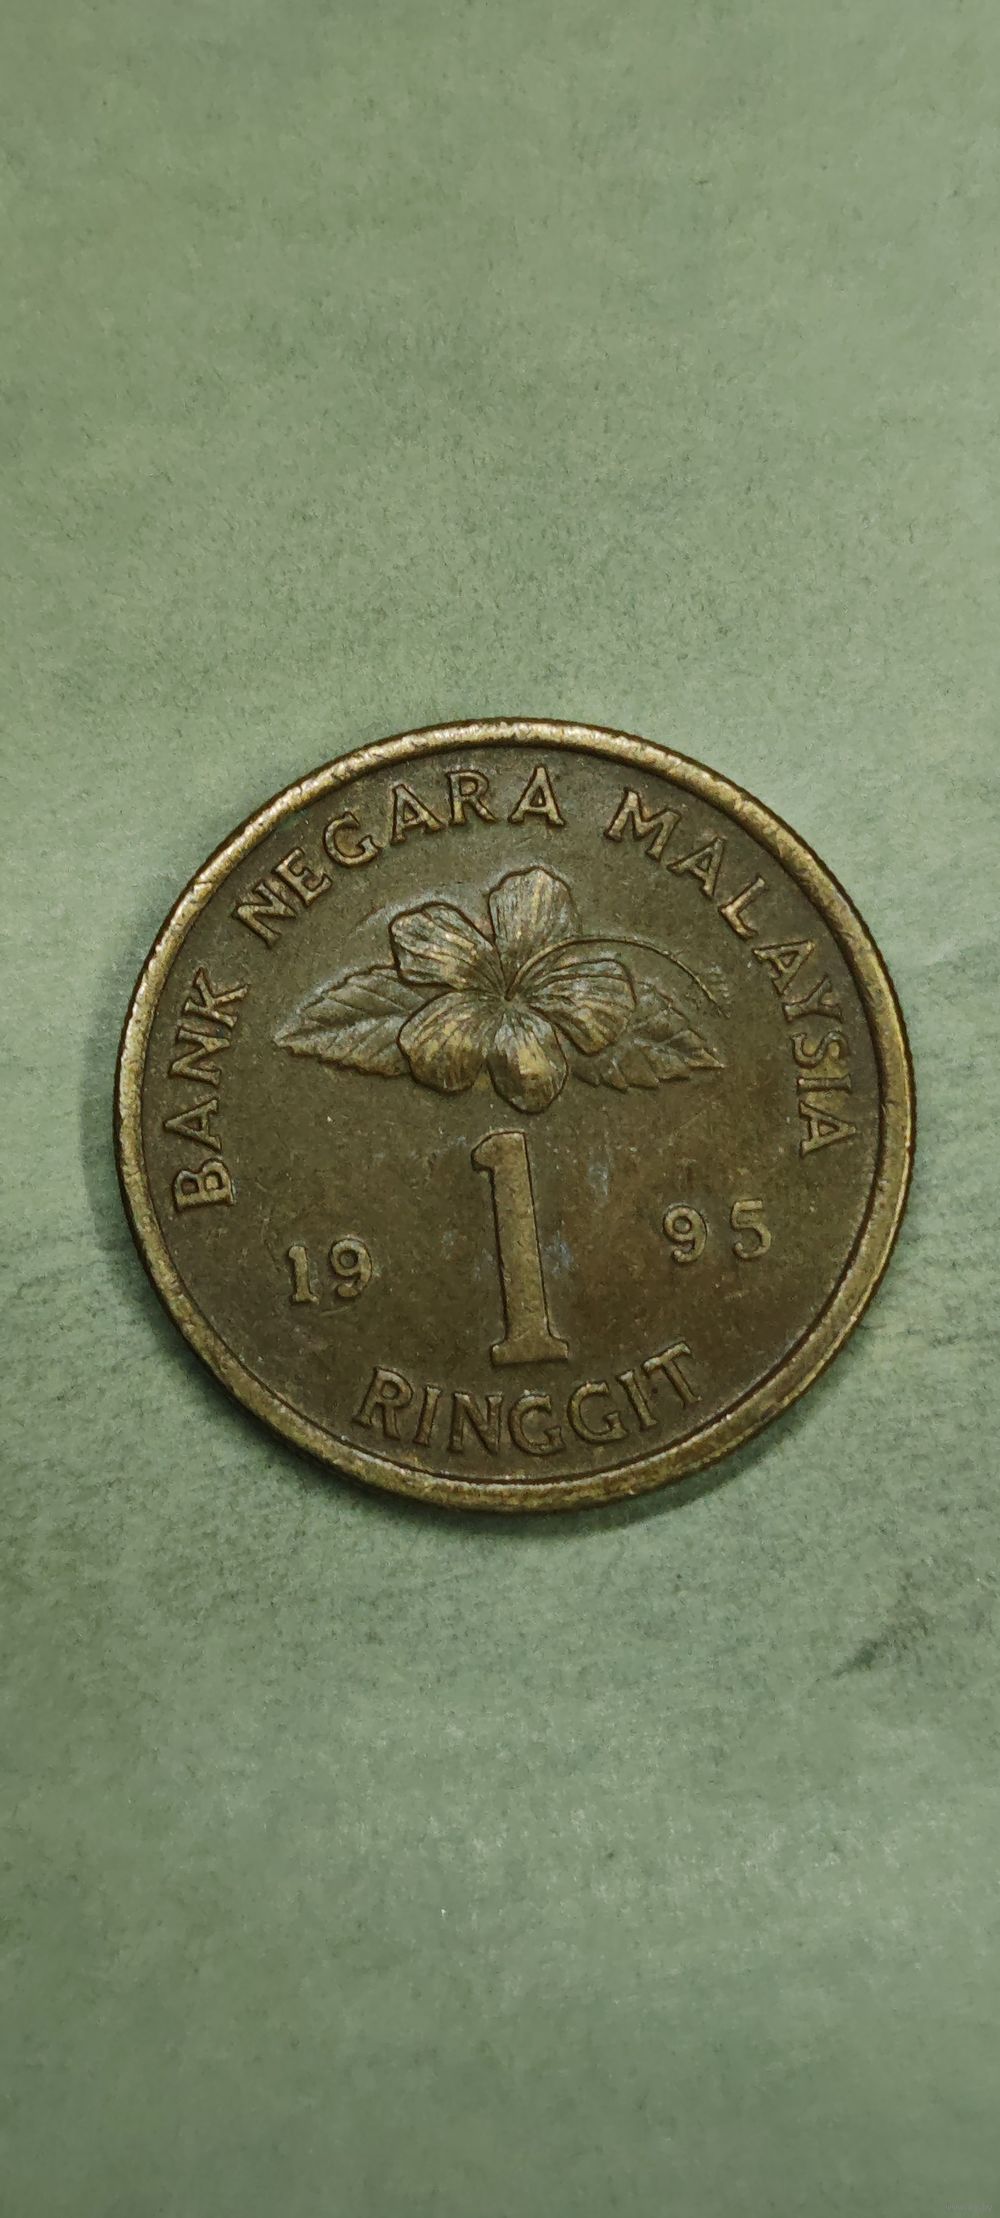 BANK NEGARA MALAYSIA
1
19 95
RINGGIT